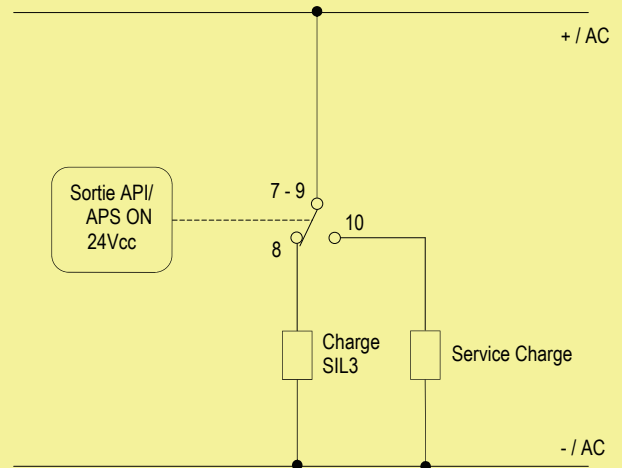 + / AC
Sortie API/
APS ON
24Vcc
7 - 9
10
8
Charge
SIL3
Service Charge
- / AC